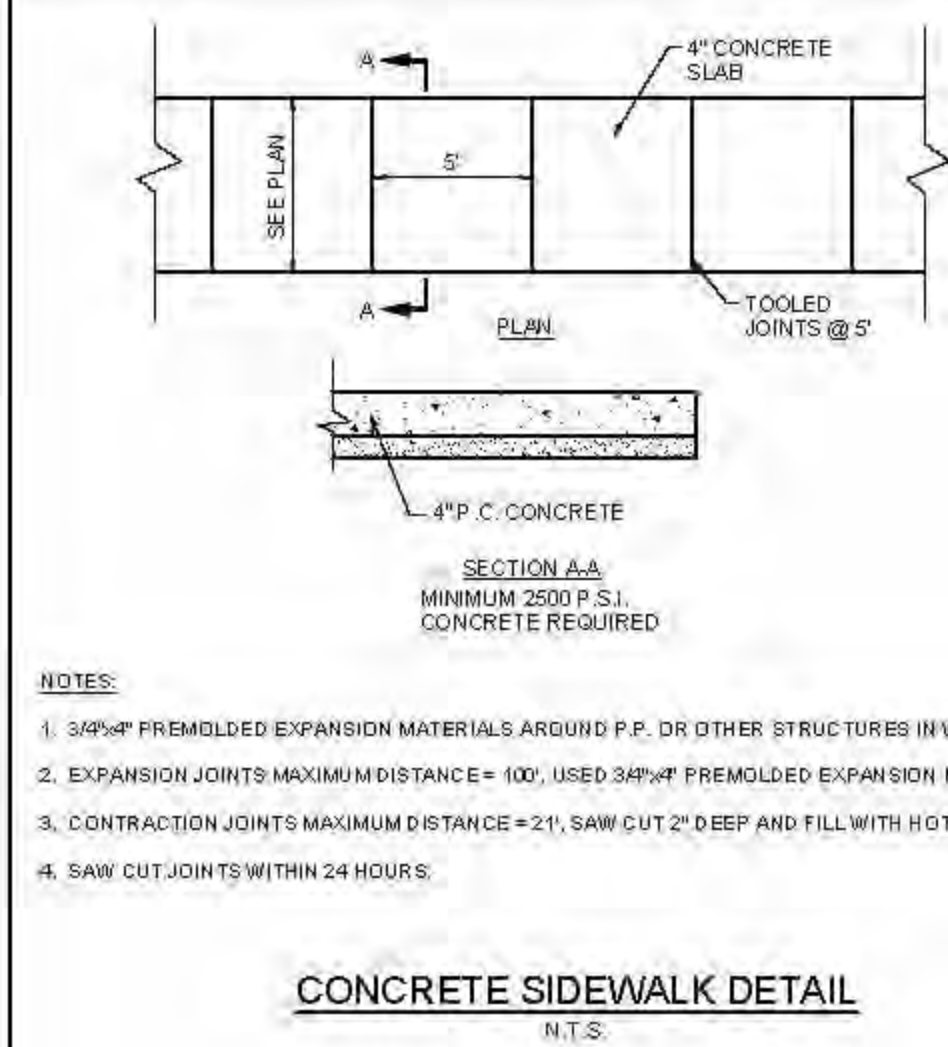 A
4" CONCRETE
SLAB
SEE PLAN
5'
A
TOOLED
JOINTS @ 5'
PLAN
4" P.C. CONCRETE
SECTION A-A
MINIMUM 2500 P.S.I.
CONCRETE REQUIRED
NOTES:
1. 3/4"x4" PREMOLDED EXPANSION MATERIALS AROUND P.P. OR OTHER STRUCTURES IN
2. EXPANSION JOINTS MAXIMUM DISTANCE = 100', USED 3/4"x4" PREMOLDED EXPANSION
3. CONTRACTION JOINTS MAXIMUM DISTANCE = 21', SAW CUT 2" DEEP AND FILL WITH HOT
4. SAW CUT JOINTS WITHIN 24 HOURS.
CONCRETE SIDEWALK DETAIL
N.T.S.